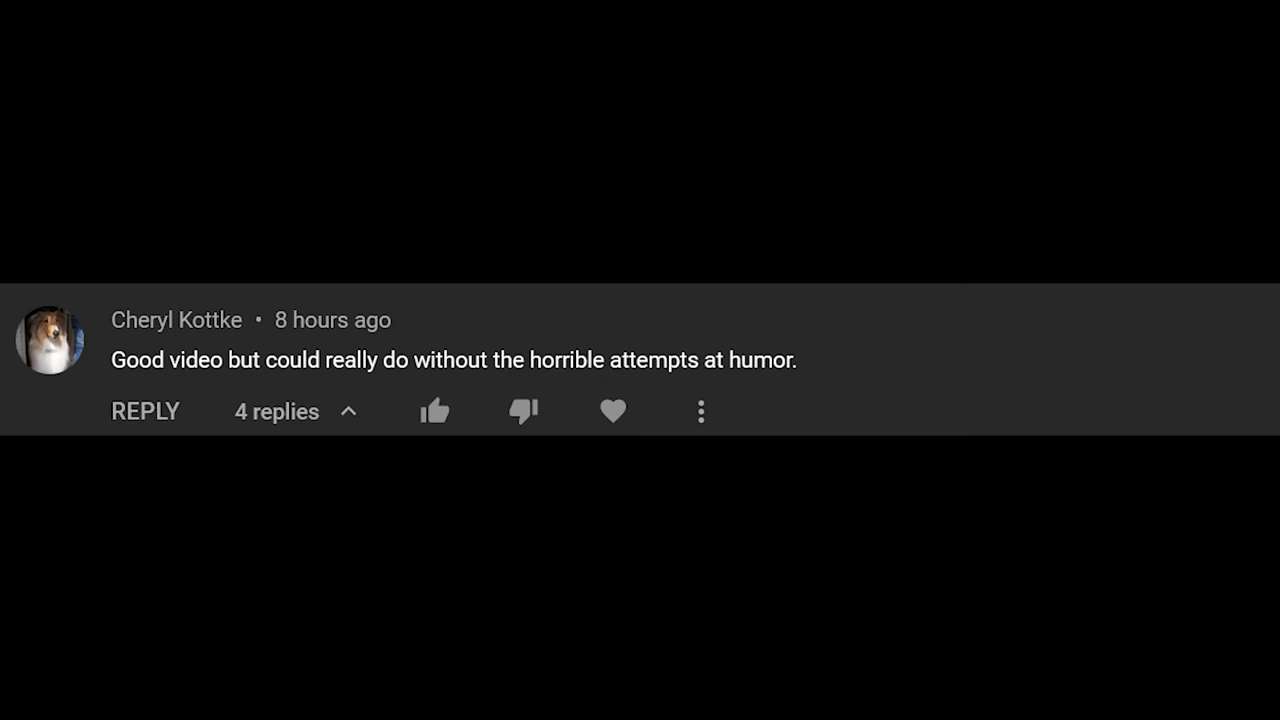 Cheryl Kottke • 8 hours ago
Good video but could really do without the horrible attempts at humor.
REPLY 4 replies